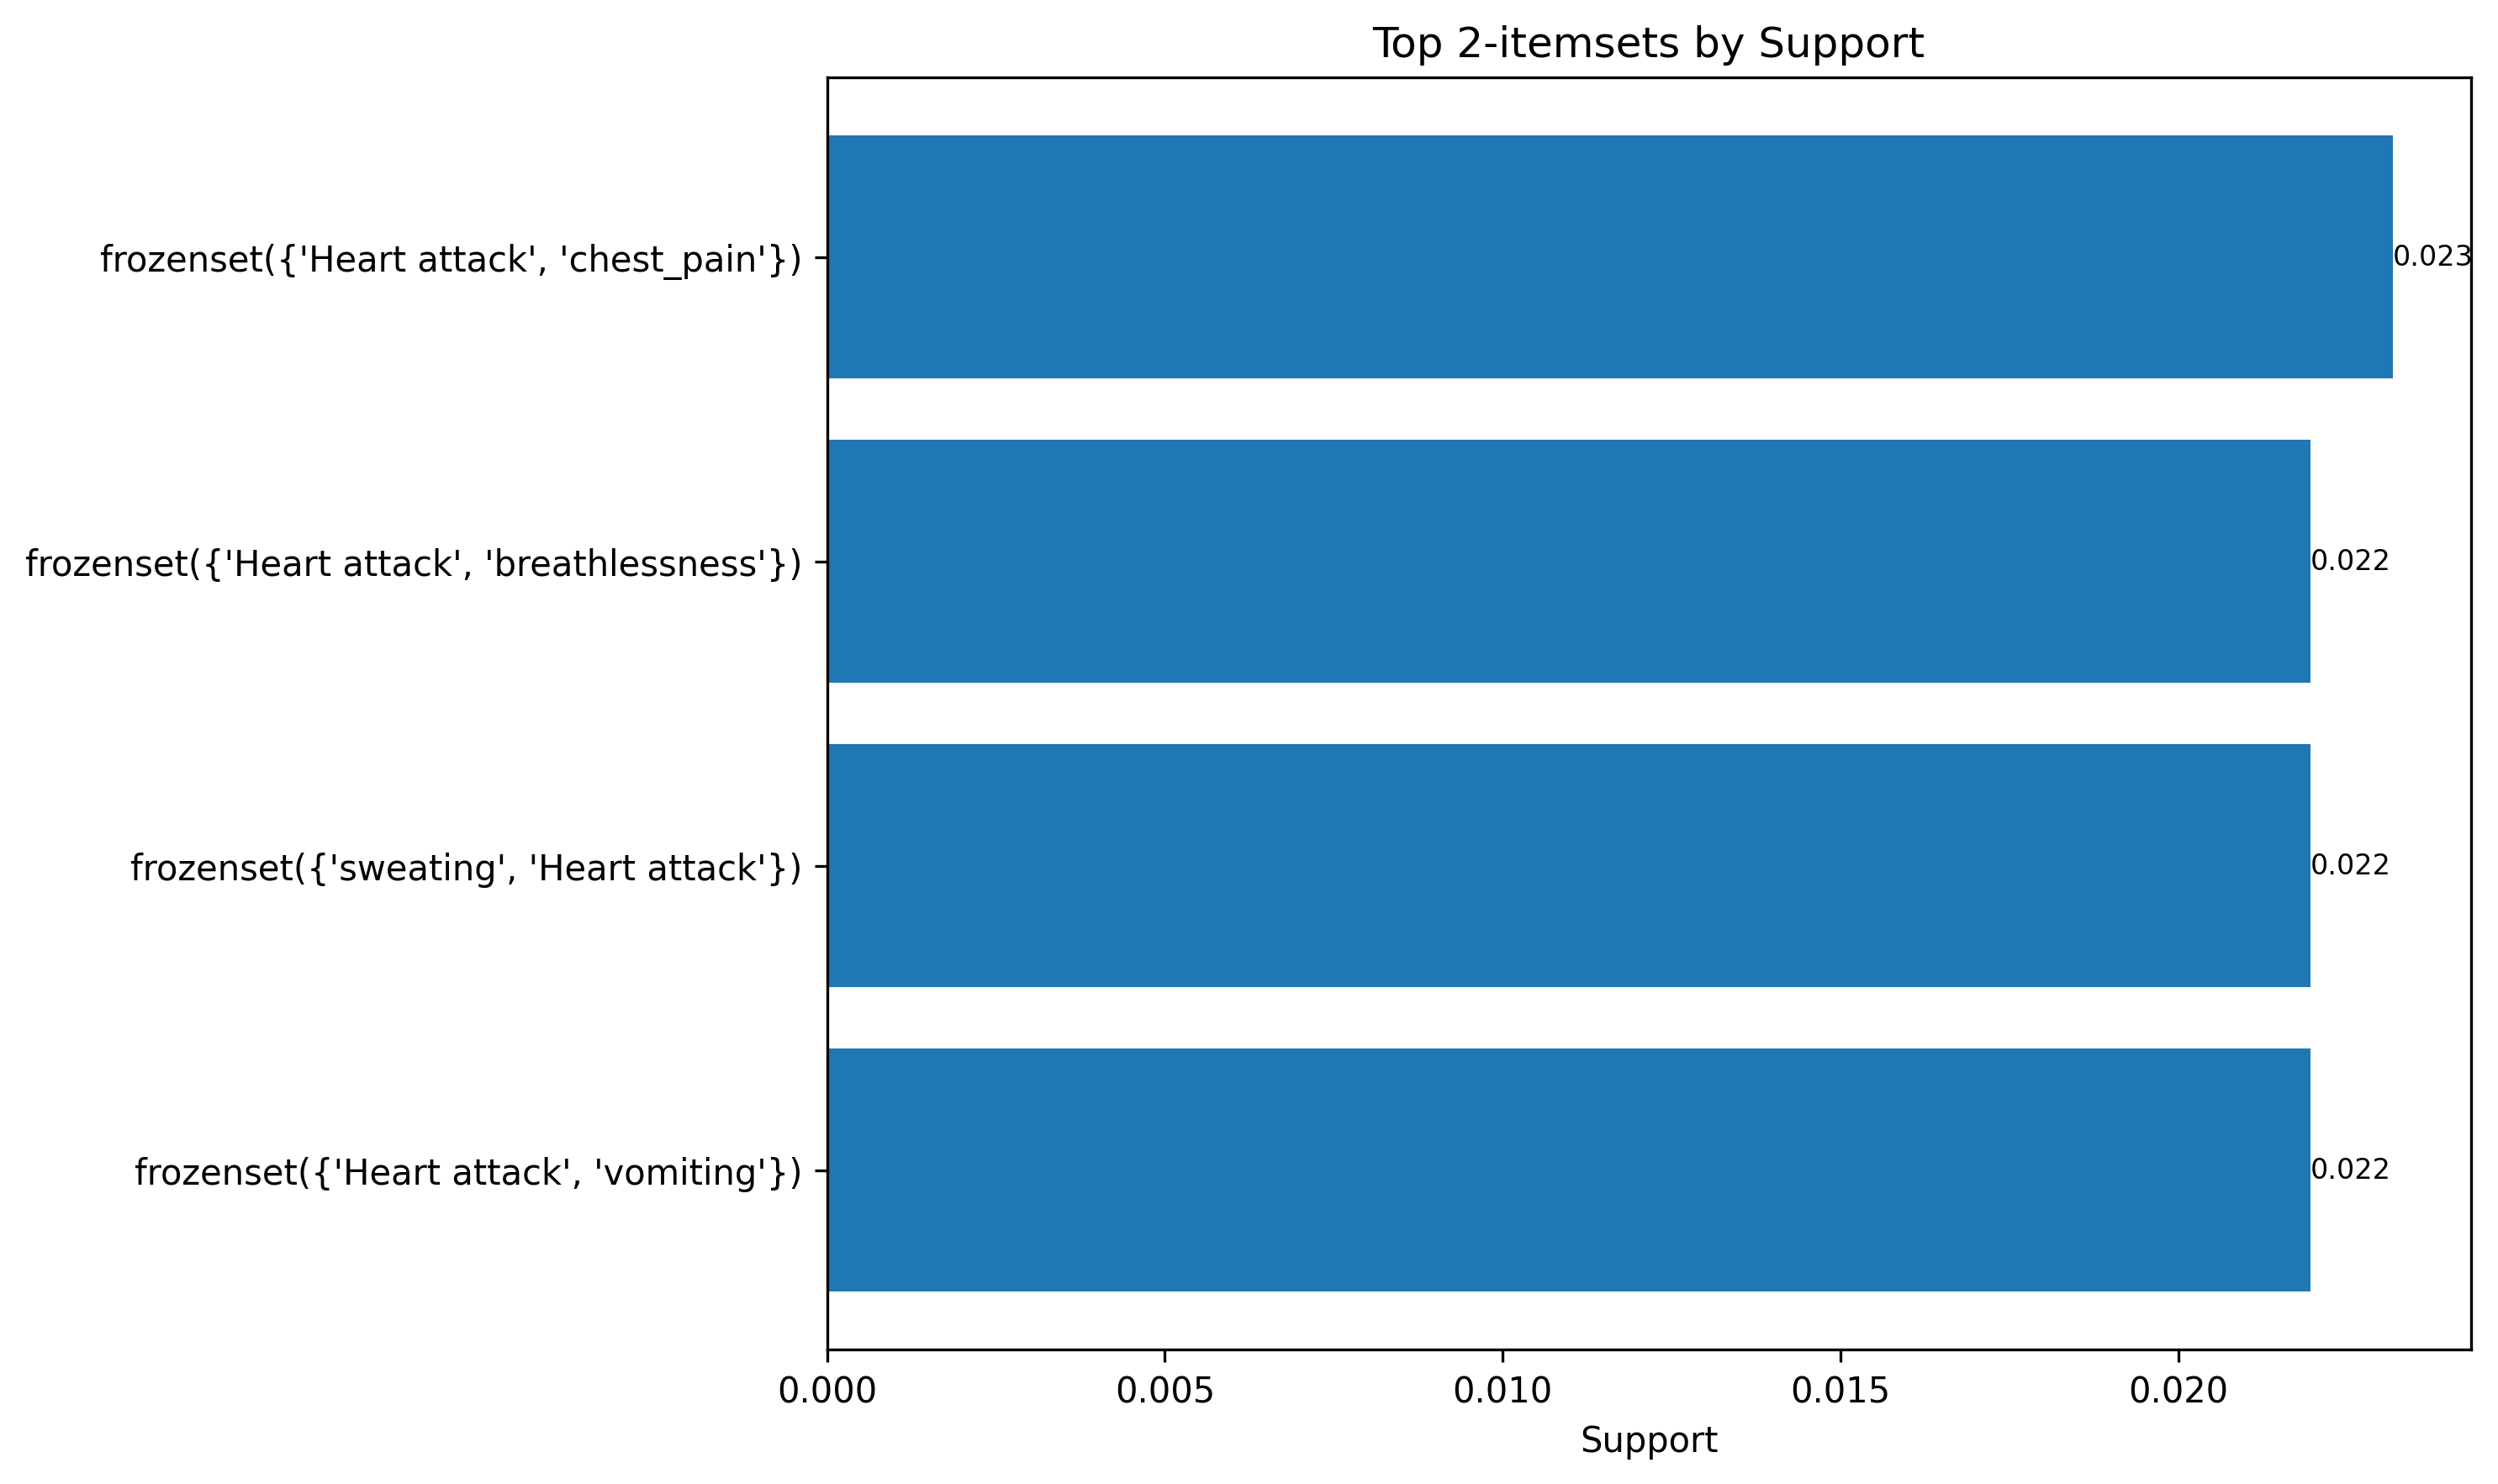 Top 2-itemsets by Support
frozenset({'Heart attack', 'chest_pain'})
0.023
frozenset({'Heart attack', 'breathlessness'})
0.022
frozenset({'sweating', 'Heart attack'})
0.022
frozenset({'Heart attack', 'vomiting'})
0.022
0.000 0.005 0.010 0.015 0.020
Support